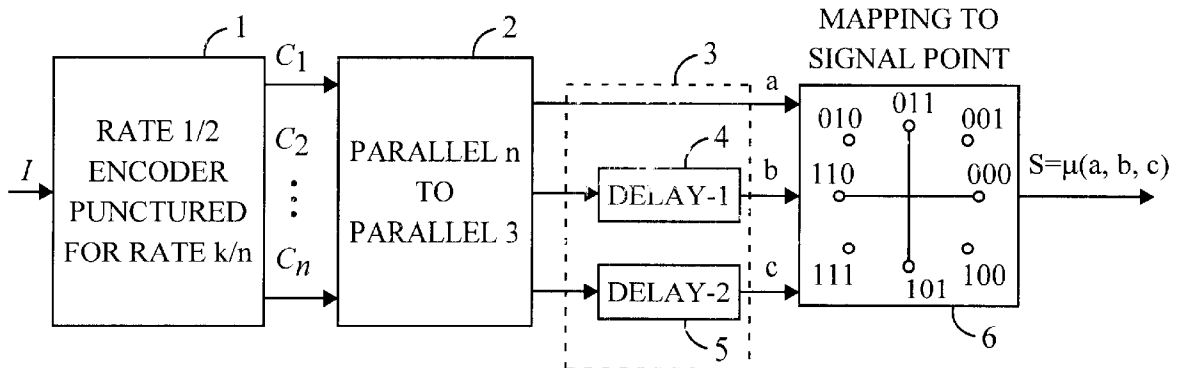 1
2
3
4
5
6
I
RATE 1/2
ENCODER
PUNCTURED
FOR RATE k/n
C1
C2
⋮
Cn
PARALLEL n
TO
PARALLEL 3
DELAY-1
DELAY-2
a
b
c
MAPPING TO
SIGNAL POINT
010
011
001
110
000
111
101
100
S=μ(a, b, c)